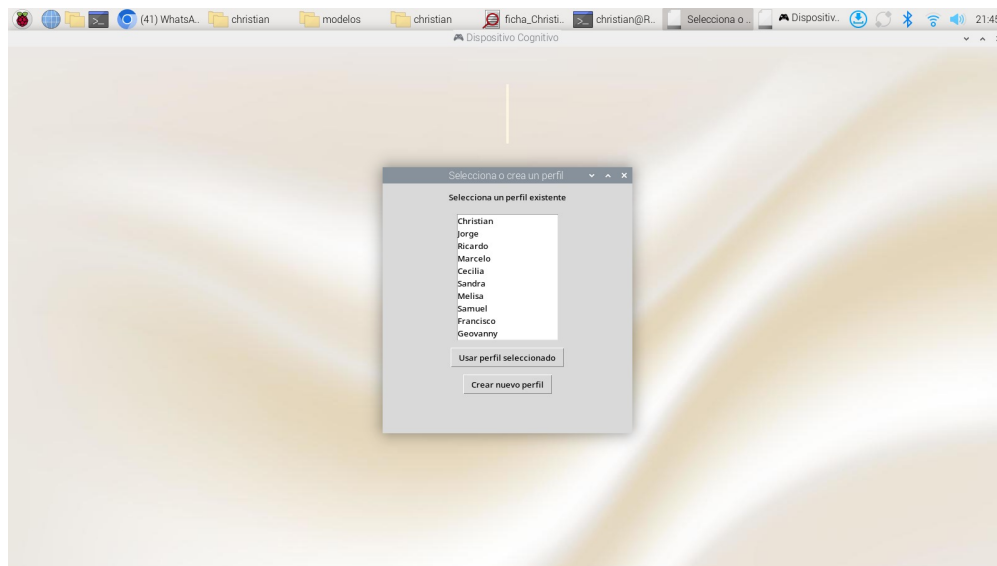 (41) WhatsA.. christian modelos christian ficha_Christi.. christian@R.. Selecciona o .. Dispositiv.. 21:45
Dispositivo Cognitivo
Selecciona o crea un perfil
Selecciona un perfil existente
Christian
Jorge
Ricardo
Marcelo
Cecilia
Sandra
Melisa
Samuel
Francisco
Geovanny
Usar perfil seleccionado
Crear nuevo perfil